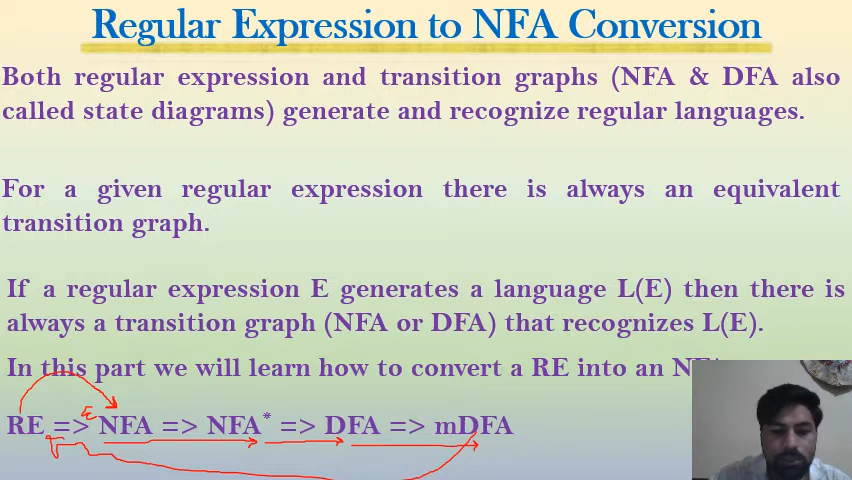 Regular Expression to NFA Conversion
Both regular expression and transition graphs (NFA & DFA also
called state diagrams) generate and recognize regular languages.
For a given regular expression there is always an equivalent
transition graph.
If a regular expression E generates a language L(E) then there is
always a transition graph (NFA or DFA) that recognizes L(E).
In this part we will learn how to convert a RE into an
RE => ε NFA => NFA* => DFA => mDFA